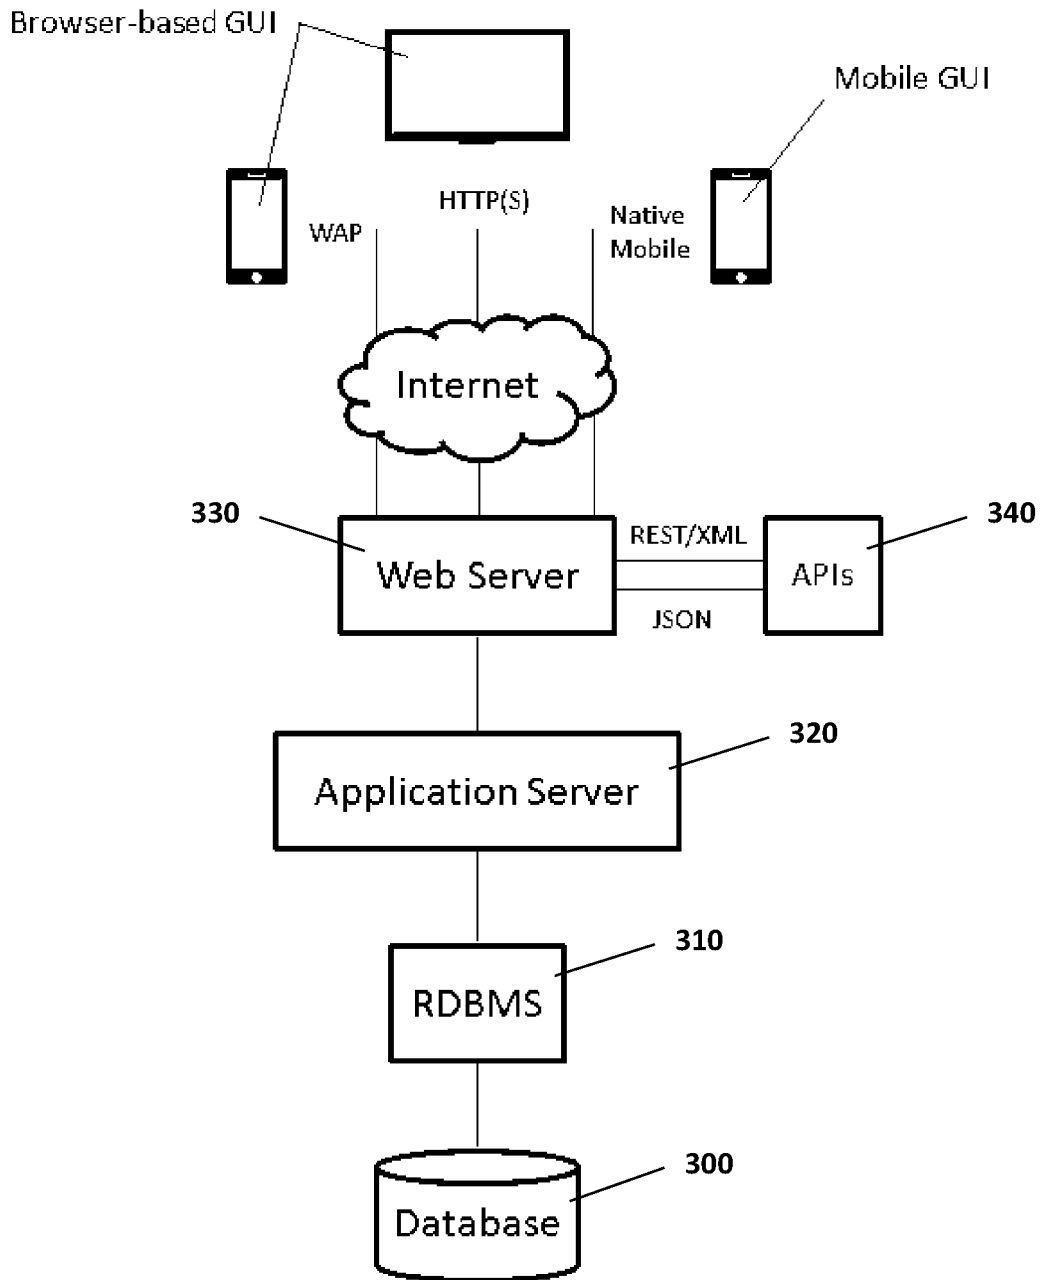 Browser-based GUI
Mobile GUI
HTTP(S)
WAP
Native
Mobile
Internet
330
340
REST/XML
Web Server
APIs
JSON
320
Application Server
310
RDBMS
300
Database